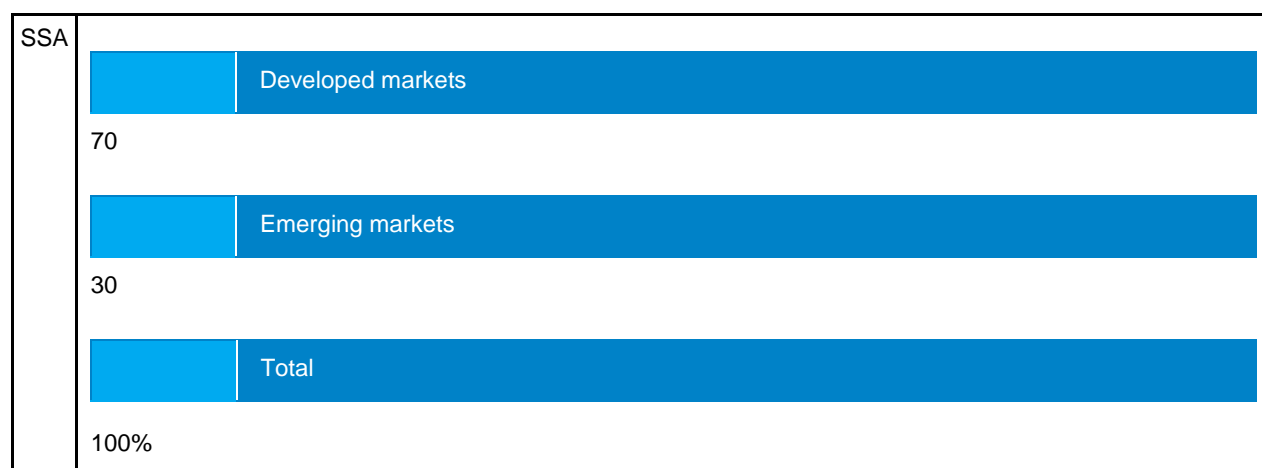 SSA
Developed markets
70
Emerging markets
30
Total
100%